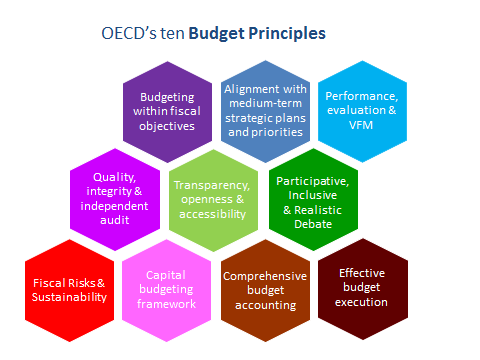 OECD's ten Budget Principles
Budgeting
within fiscal
objectives
Alignment with
medium-term
strategic plans
and priorities
Performance,
evaluation &
VFM
Quality,
integrity &
independent
audit
Transparency,
openness &
accessibility
Participative,
Inclusive
& Realistic
Debate
Fiscal Risks &
Sustainability
Capital
budgeting
framework
Comprehensive
budget
accounting
Effective
budget
execution